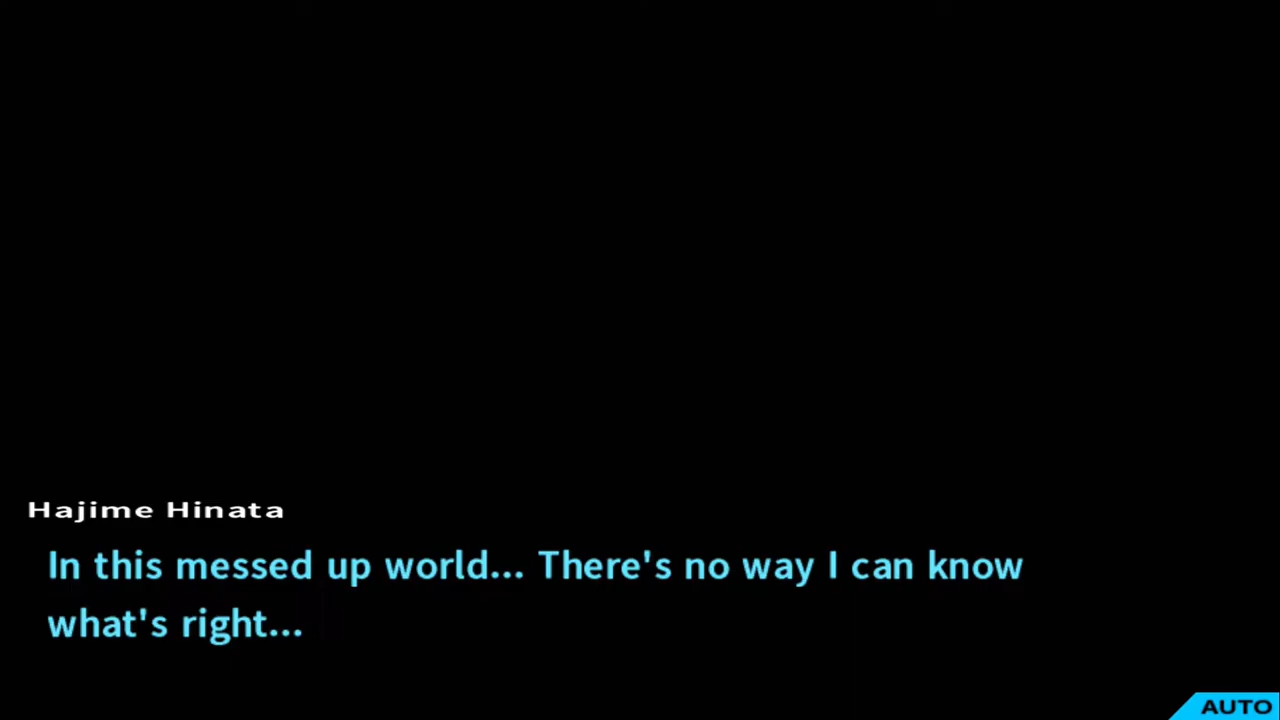 Hajime Hinata
In this messed up world... There's no way I can know
what's right...
AUTO